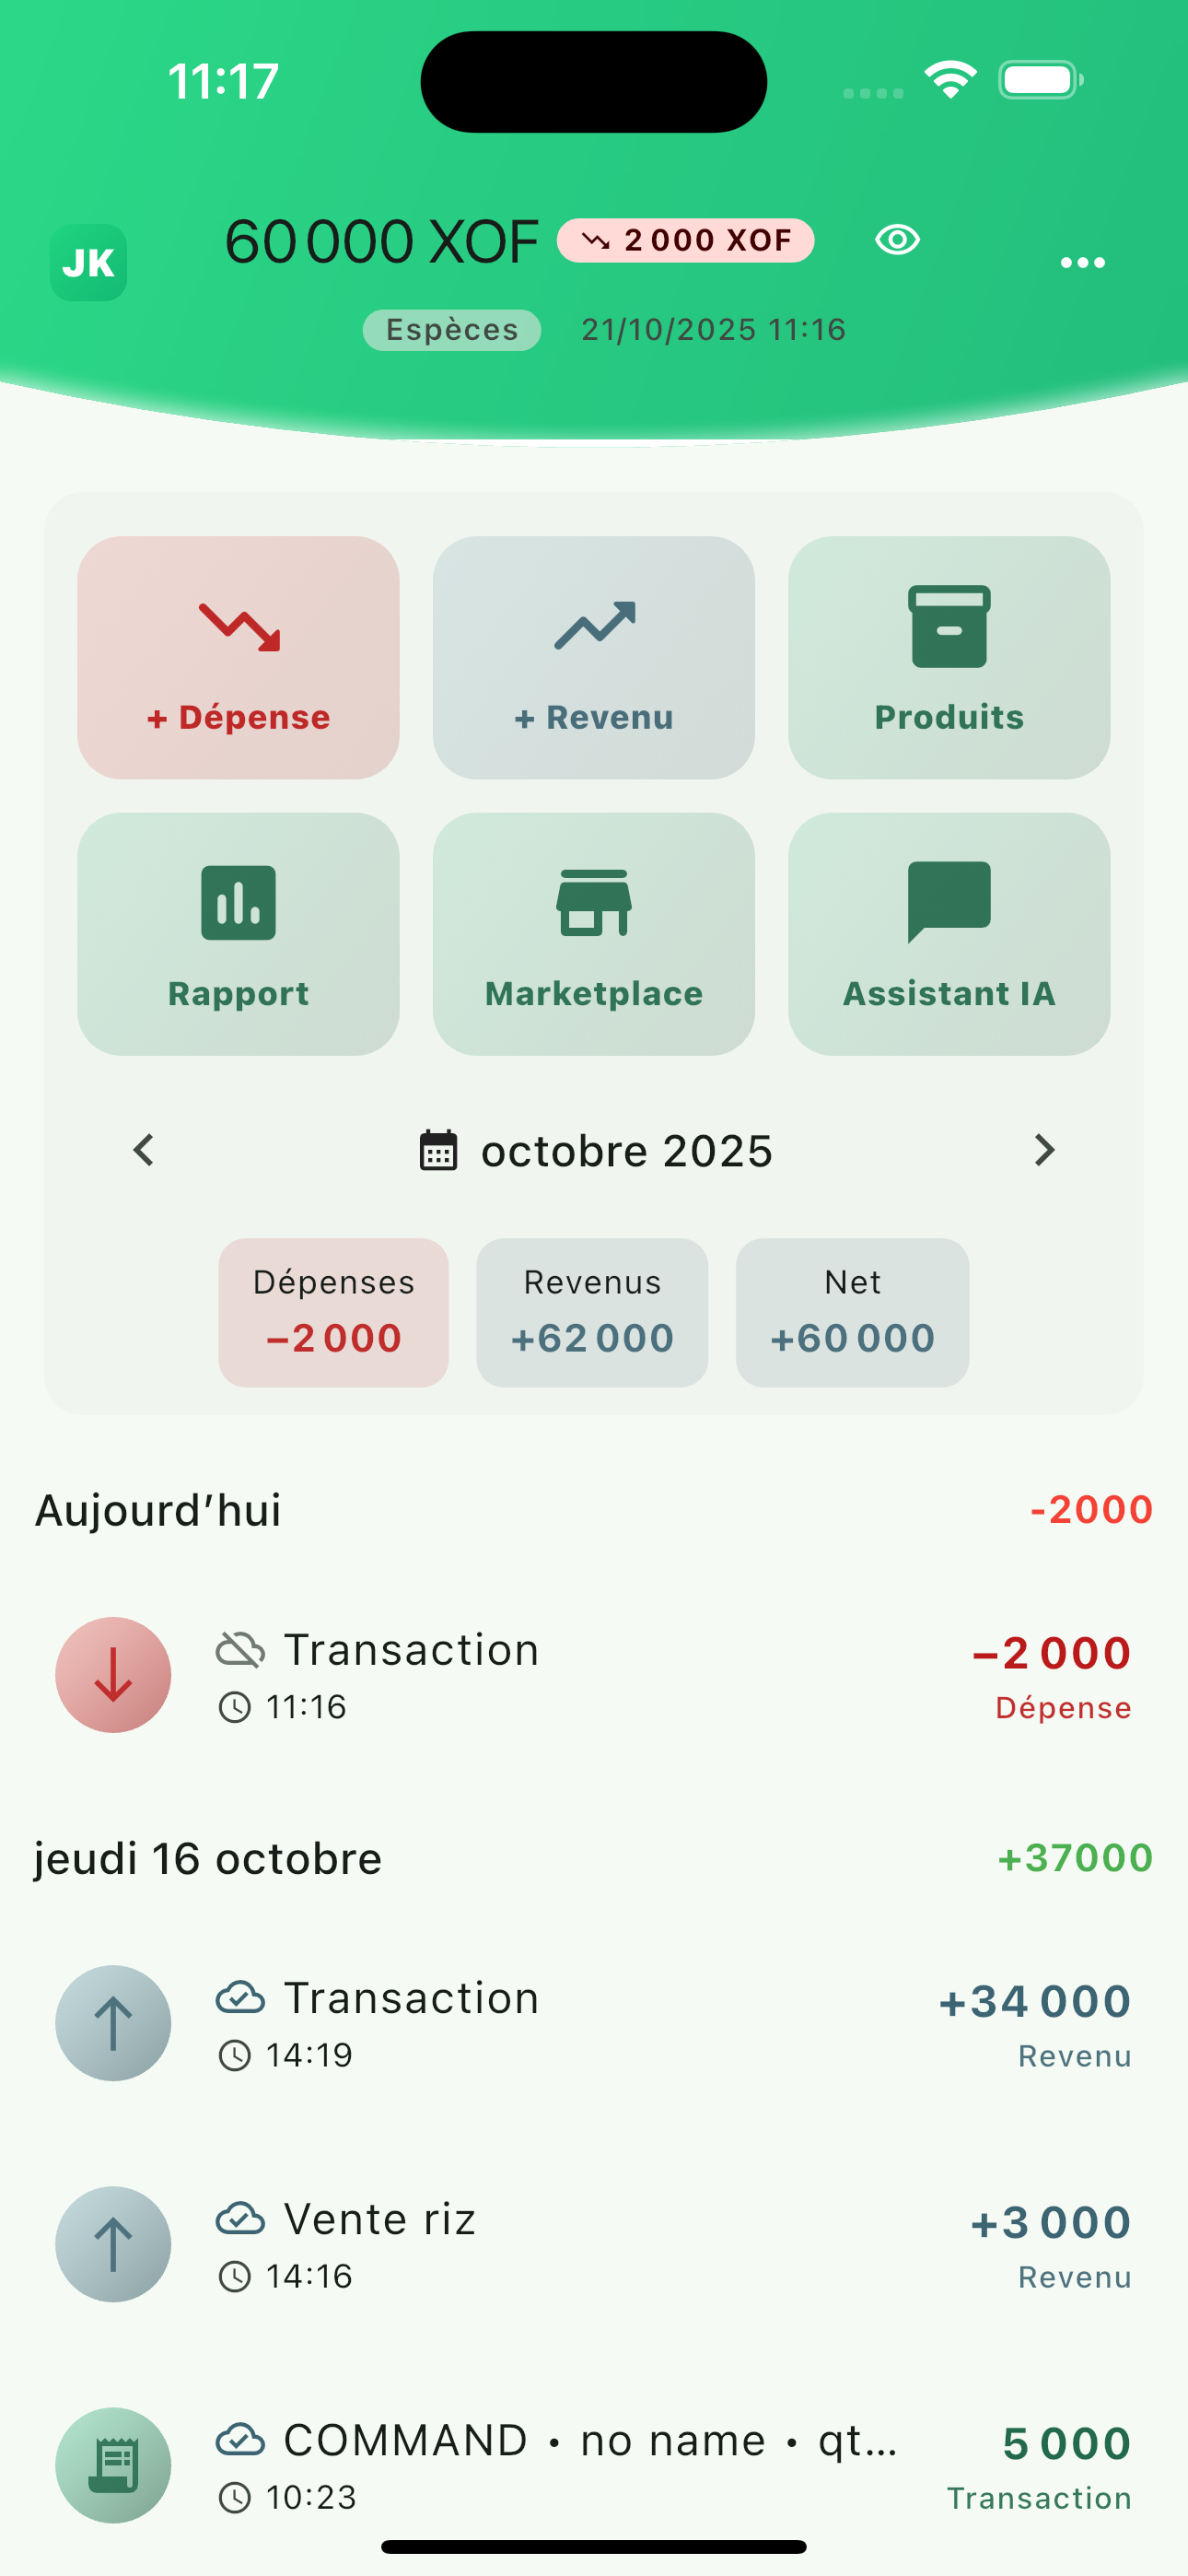 11:17
JK
60 000 XOF 2 000 XOF
Espèces 21/10/2025 11:16
+ Dépense + Revenu Produits
Rapport Marketplace Assistant IA
octobre 2025
Dépenses Revenus Net
−2 000 +62 000 +60 000
Aujourd’hui -2000
Transaction −2 000
11:16 Dépense
jeudi 16 octobre +37000
Transaction +34 000
14:19 Revenu
Vente riz +3 000
14:16 Revenu
COMMAND • no name • qt... 5 000
10:23 Transaction